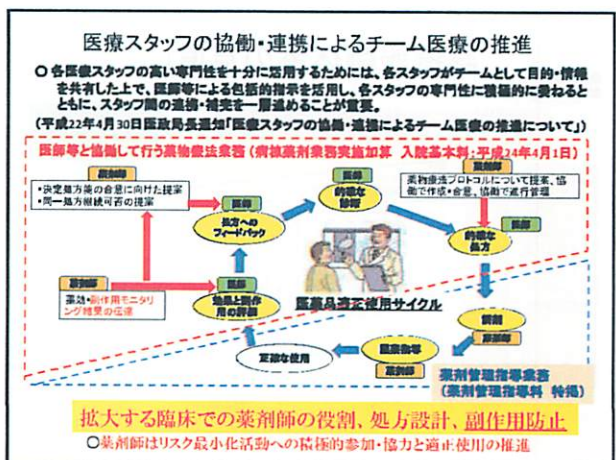 医療スタッフの協働・連携によるチーム医療の推進
○ 各医療スタッフの高い専門性を十分に活用するためには、各スタッフがチームとして目的・情報
を共有した上で、医師等による包括的指示を活用し、各スタッフの専門性に積極的に委ねると
ともに、スタッフ間の連携・補完を一層進めることが重要。
(平成22年4月30日医政局長通知「医療スタッフの協働・連携によるチーム医療の推進について」)
医師等と協働して行う薬物療法業務(病棟薬剤業務実施加算 入院基本料:平成24年4月1日)
薬剤師
・決定処方
の合意に向けた提案
・同一処方継続可否の提案
医師
処方への
フィードバック
医師
的確な
診断
薬剤師
薬物療法プロトコルについて提案、協
働で作成・合意、協働で進行管理
医師
的確な
処方
薬剤師
薬効・副作用モニタリ
ング結果の伝達
医師
効果と副作
用の評価
医薬品適正使用サイクル
調剤
薬剤師
服薬指導
薬剤師
正確な使用
薬剤管理指導業務
(薬剤管理指導料 特掲)
拡大する臨床での薬剤師の役割、処方設計、副作用防止
○薬剤師はリスク最小化活動への積極的参加・協力と適正使用の推進